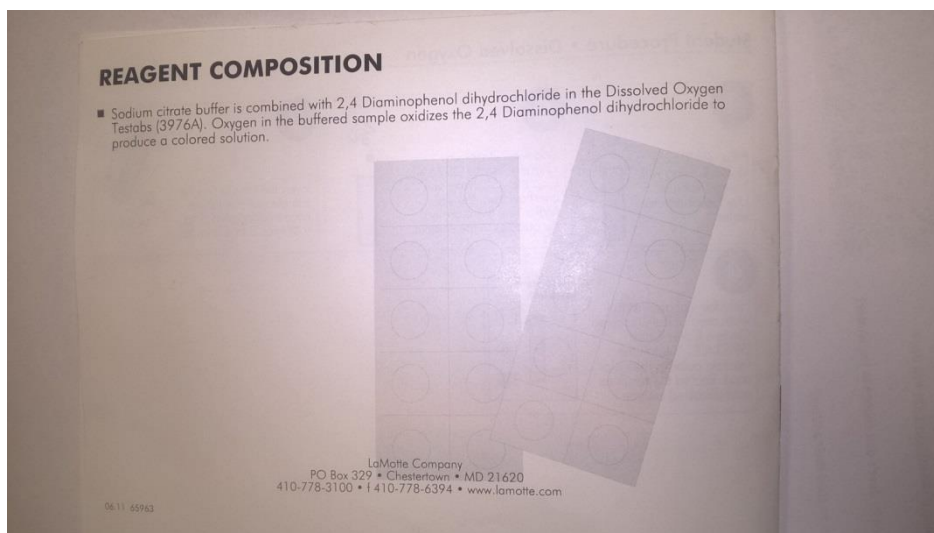 REAGENT COMPOSITION
■ Sodium citrate buffer is combined with 2,4 Diaminophenol dihydrochloride in the Dissolved Oxygen
Testabs (3976A). Oxygen in the buffered sample oxidizes the 2,4 Diaminophenol dihydrochloride to
produce a colored solution.
LaMotte Company
PO Box 329 • Chestertown • MD 21620
410-778-3100 • f 410-778-6394 • www.lamotte.com
06.11 65963